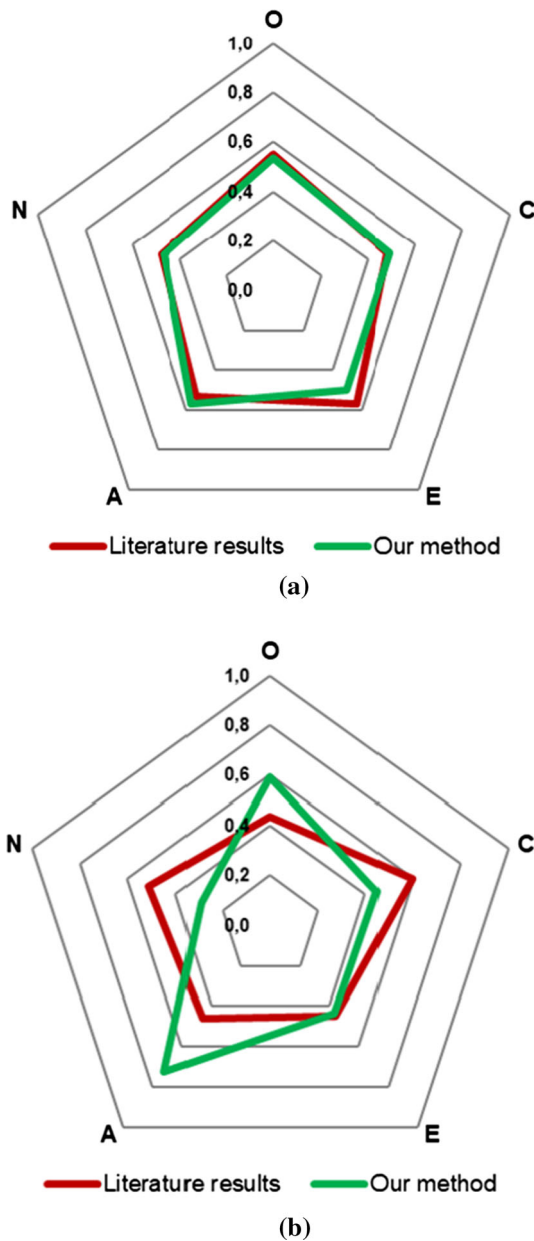 O
1,0
0,8
0,6
0,4
0,2
0,0
N
C
A
E
Literature results Our method
(a)
O
1,0
0,8
0,6
0,4
0,2
0,0
N
C
A
E
Literature results Our method
(b)